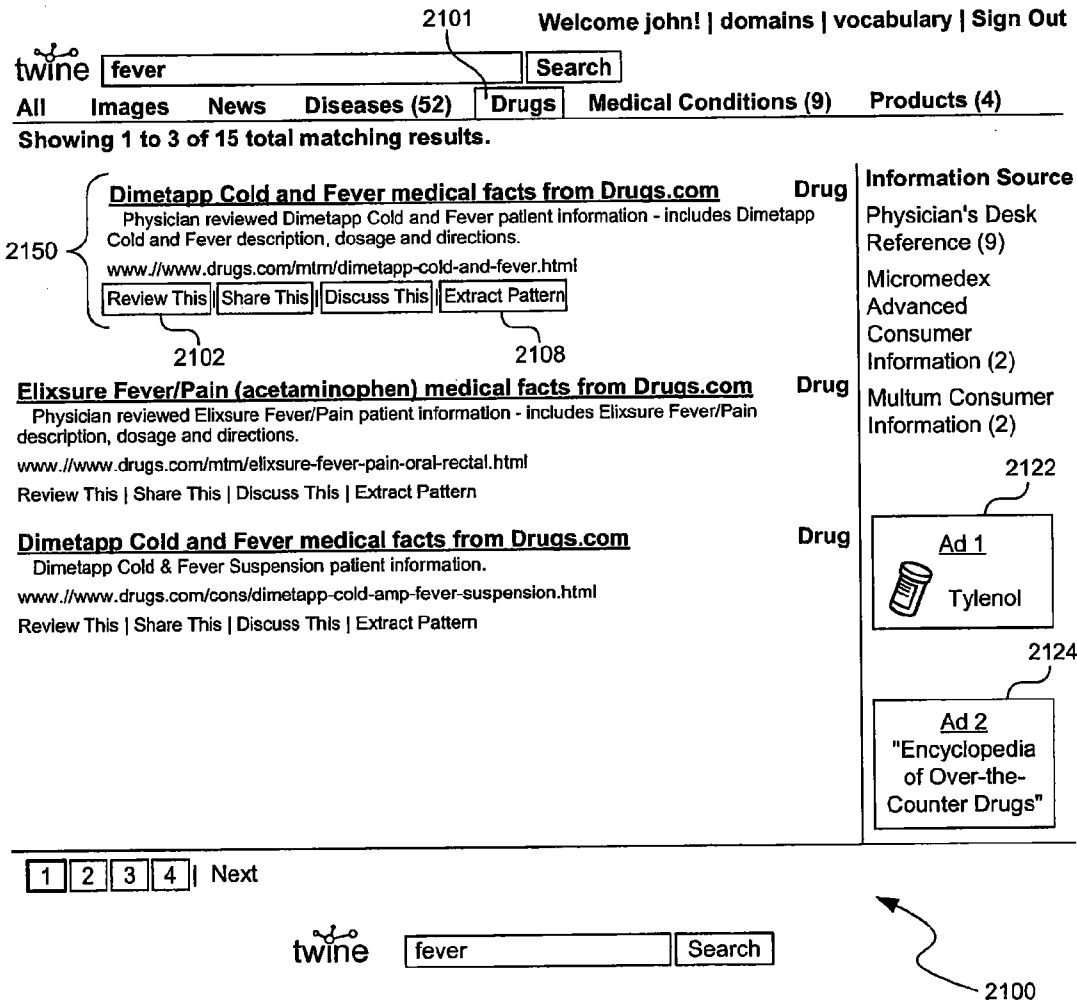 2101
Welcome john! | domains | vocabulary | Sign Out
twine fever Search
All Images News Diseases (52) Drugs Medical Conditions (9) Products (4)
Showing 1 to 3 of 15 total matching results.
2150
Dimetapp Cold and Fever medical facts from Drugs.com Drug
Physician reviewed Dimetapp Cold and Fever patient information - includes Dimetapp
Cold and Fever description, dosage and directions.
www.//www.drugs.com/mtm/dimetapp-cold-and-fever.html
Review This | Share This | Discuss This | Extract Pattern
2102 2108
Elixsure Fever/Pain (acetaminophen) medical facts from Drugs.com Drug
Physician reviewed Elixsure Fever/Pain patient information - includes Elixsure Fever/Pain
description, dosage and directions.
www.//www.drugs.com/mtm/elixsure-fever-pain-oral-rectal.html
Review This | Share This | Discuss This | Extract Pattern
Dimetapp Cold and Fever medical facts from Drugs.com Drug
Dimetapp Cold & Fever Suspension patient information.
www.//www.drugs.com/cons/dimetapp-cold-amp-fever-suspension.html
Review This | Share This | Discuss This | Extract Pattern
Information Source
Physician's Desk
Reference (9)
Micromedex
Advanced
Consumer
Information (2)
Multum Consumer
Information (2)
2122
Ad 1
Tylenol
2124
Ad 2
"Encyclopedia
of Over-the-
Counter Drugs"
1 2 3 4 | Next
twine fever Search
2100